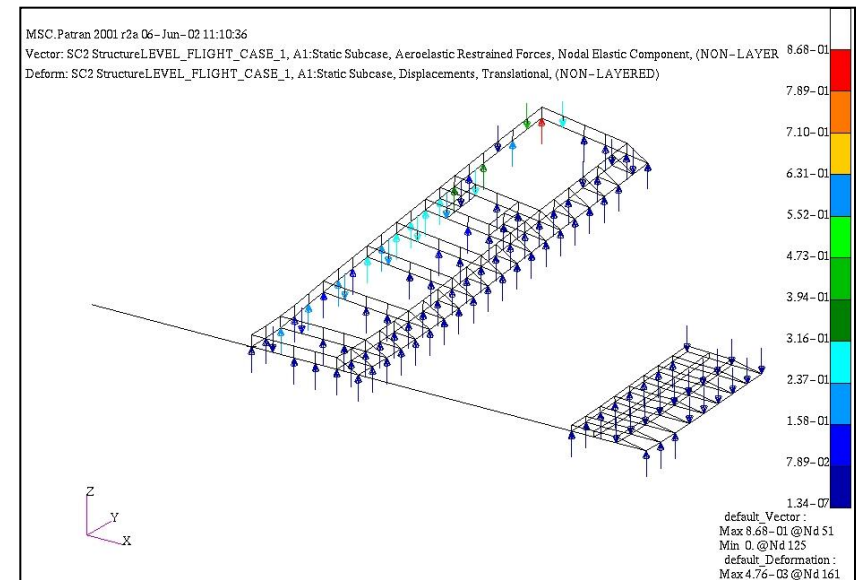 MSC.Patran 2001 r2a 06-Jun-02 11:10:36
Vector: SC2 StructureLEVEL_FLIGHT_CASE_1, A1:Static Subcase, Aeroelastic Restrained Forces, Nodal Elastic Component, (NON-LAYER
Deform: SC2 StructureLEVEL_FLIGHT_CASE_1, A1:Static Subcase, Displacements, Translational, (NON-LAYERED)
8.68-01
7.89-01
7.10-01
6.31-01
5.52-01
4.73-01
3.94-01
3.16-01
2.37-01
1.58-01
7.89-02
1.34-07
Z
Y
X
default_Vector :
Max 8.68-01 @Nd 51
Min 0. @Nd 125
default_Deformation :
Max 4.76-03 @Nd 161